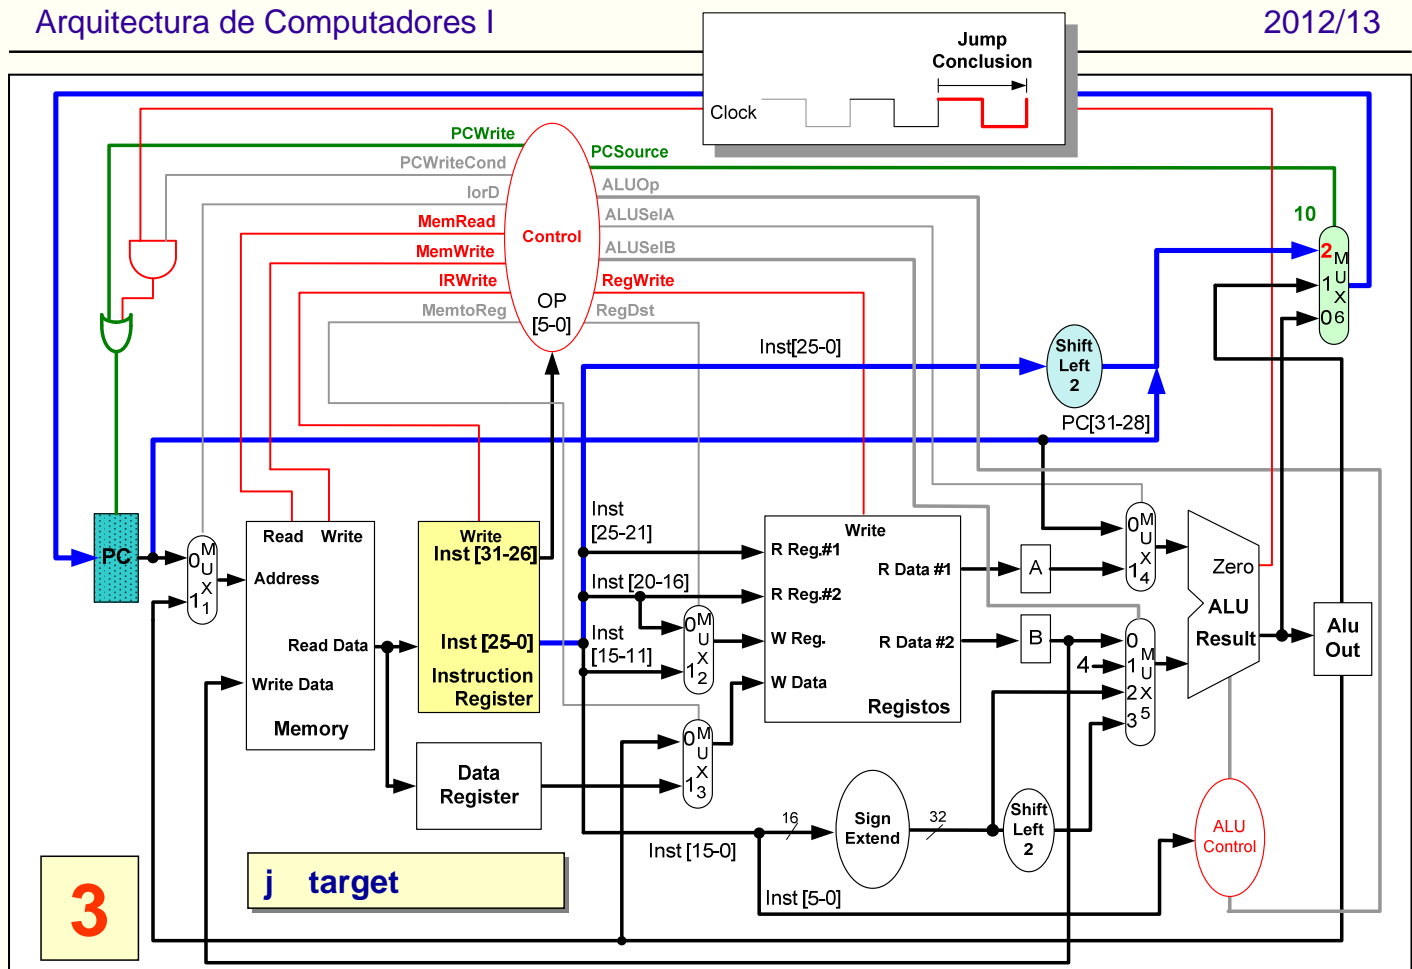 Arquitectura de Computadores I
2012/13
Jump
Conclusion
Clock
PCWrite
PCSource
PCWriteCond
ALUOp
IorD
ALUSelA
MemRead
Control
ALUSelB
MemWrite
IRWrite
RegWrite
MemtoReg
RegDst
OP
[5-0]
10
2
1
0
M
U
X
6
Inst[25-0]
Shift
Left
2
PC[31-28]
PC
0
1
M
U
X
1
Read Write
Address
Read Data
Write Data
Memory
Write
Inst [31-26]
Inst [25-0]
Instruction
Register
Data
Register
Inst
[25-21]
Inst [20-16]
Inst
[15-11]
0
1
M
U
X
2
0
1
M
U
X
3
Write
R Reg.#1
R Reg.#2
W Reg.
W Data
R Data #1
R Data #2
Registos
A
B
0
1
M
U
X
4
4
0
1
2
3
M
U
X
5
Zero
ALU
Result
Alu
Out
16
Sign
Extend
32
Shift
Left
2
ALU
Control
Inst [15-0]
Inst [5-0]
3
j target